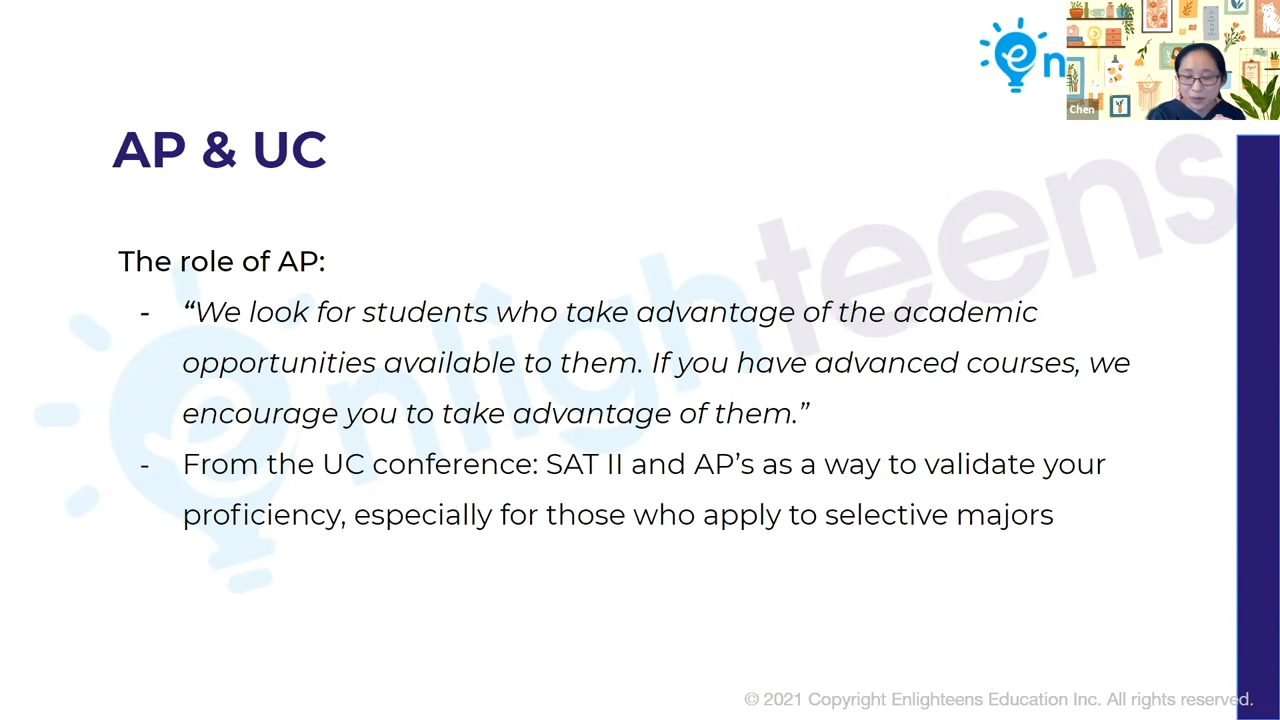 en
Chen
AP & UC
enlighteens
The role of AP:
- “We look for students who take advantage of the academic
opportunities available to them. If you have advanced courses, we
encourage you to take advantage of them.”
- From the UC conference: SAT II and AP’s as a way to validate your
proficiency, especially for those who apply to selective majors
© 2021 Copyright Enlighteens Education Inc. All rights reserved.